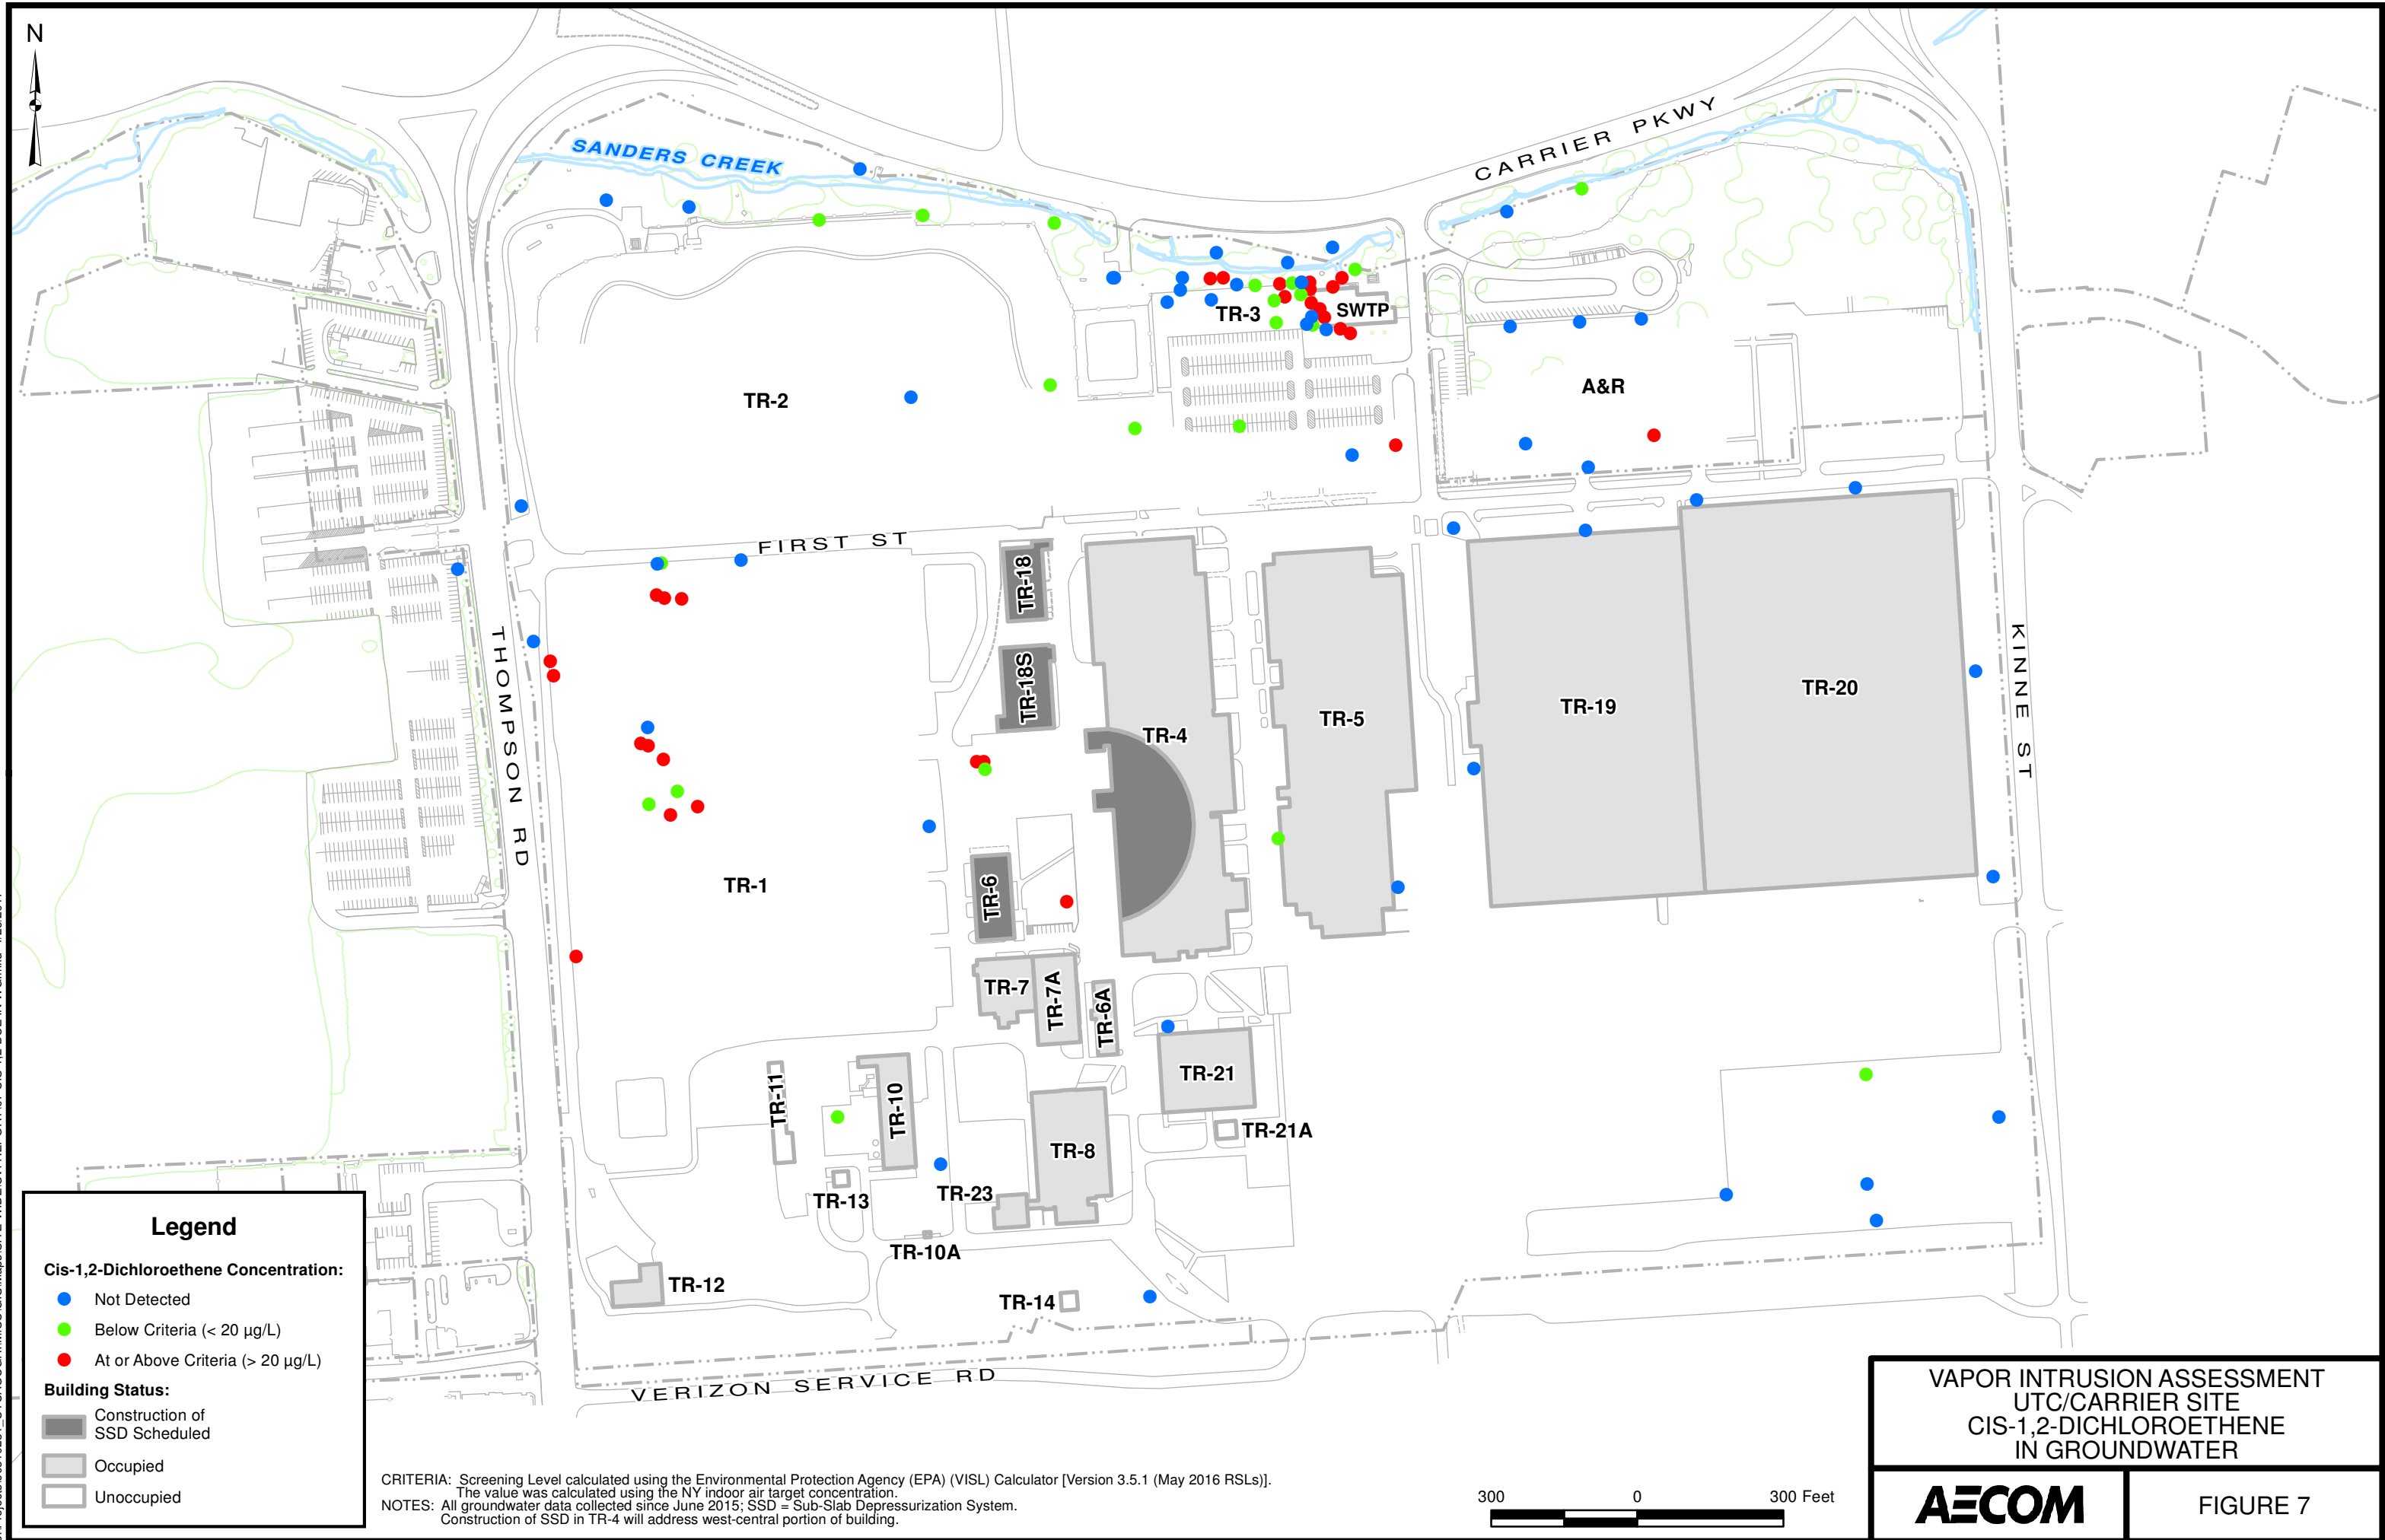 N
SANDERS CREEK
CARRIER PKWY
TR-3
SWTP
TR-2
A&R
FIRST ST
THOMPSON RD
KINNE ST
TR-18
TR-18S
TR-4
TR-5
TR-19
TR-20
TR-1
TR-6
TR-7
TR-7A
TR-6A
TR-21
TR-21A
TR-11
TR-10
TR-8
TR-13
TR-23
TR-10A
TR-12
TR-14
VERIZON SERVICE RD
Legend
Cis-1,2-Dichloroethene Concentration:
Not Detected
Below Criteria (< 20 µg/L)
At or Above Criteria (> 20 µg/L)
Building Status:
Construction of
SSD Scheduled
Occupied
Unoccupied
CRITERIA: Screening Level calculated using the Environmental Protection Agency (EPA) (VISL) Calculator [Version 3.5.1 (May 2016 RSLs)].
The value was calculated using the NY indoor air target concentration.
NOTES: All groundwater data collected since June 2015; SSD = Sub-Slab Depressurization System.
Construction of SSD in TR-4 will address west-central portion of building.
300 0 300 Feet
VAPOR INTRUSION ASSESSMENT
UTC/CARRIER SITE
CIS-1,2-DICHLOROETHENE
IN GROUNDWATER
AECOM
FIGURE 7